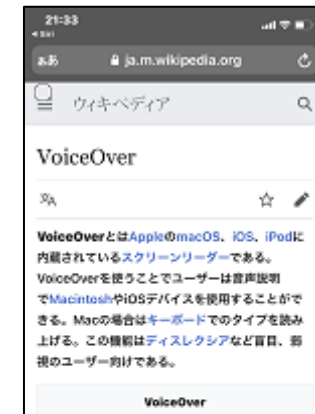 21:33
◀ Siri
ぁあ ja.m.wikipedia.org
ウィキペディア
VoiceOver
VoiceOverとはAppleのmacOS、iOS、iPodに
内蔵されているスクリーンリーダーである。
VoiceOverを使うことでユーザーは音声説明
でMacintoshやiOSデバイスを使用することがで
きる。Macの場合はキーボードでのタイプを読み
上げる。この機能はディスレクシアなど盲目、弱
視のユーザー向けである。
VoiceOver